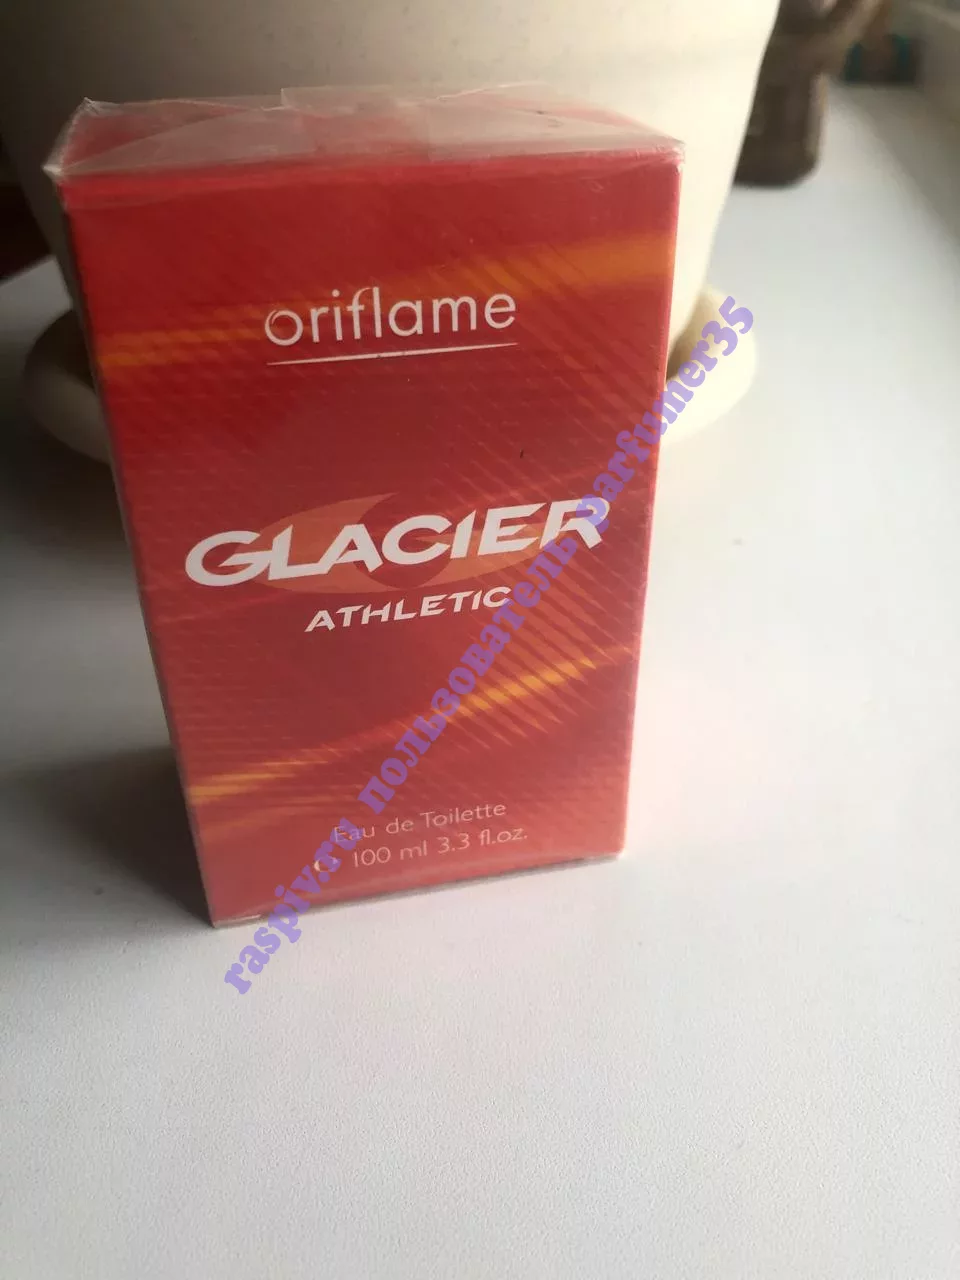 oriflame
GLACIER
ATHLETIC
Eau de Toilette
100 ml 3.3 fl.oz.
raspiv.ru пользователь parfumer35